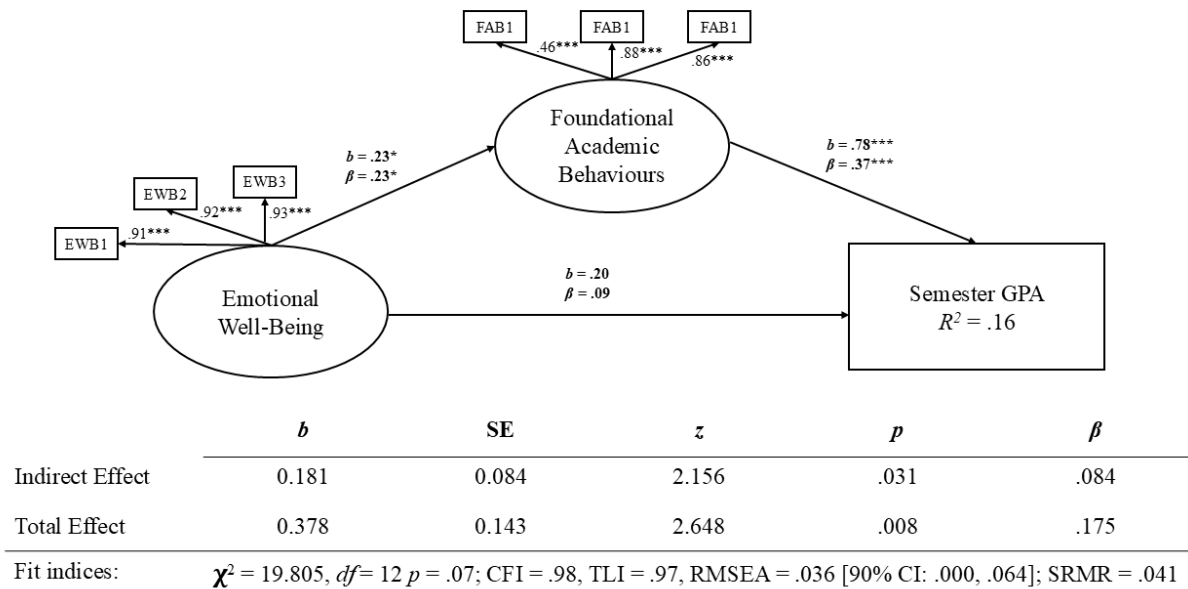 FAB1 FAB1 FAB1
.46*** .88*** .86***
Foundational
Academic
Behaviours
b = .23*
β = .23*
b = .78***
β = .37***
EWB3
EWB2
.92*** .93***
EWB1 .91***
b = .20
β = .09
Emotional
Well-Being
Semester GPA
R² = .16
b SE z p β
Indirect Effect 0.181 0.084 2.156 .031 .084
Total Effect 0.378 0.143 2.648 .008 .175
Fit indices: χ² = 19.805, df = 12 p = .07; CFI = .98, TLI = .97, RMSEA = .036 [90% CI: .000, .064]; SRMR = .041